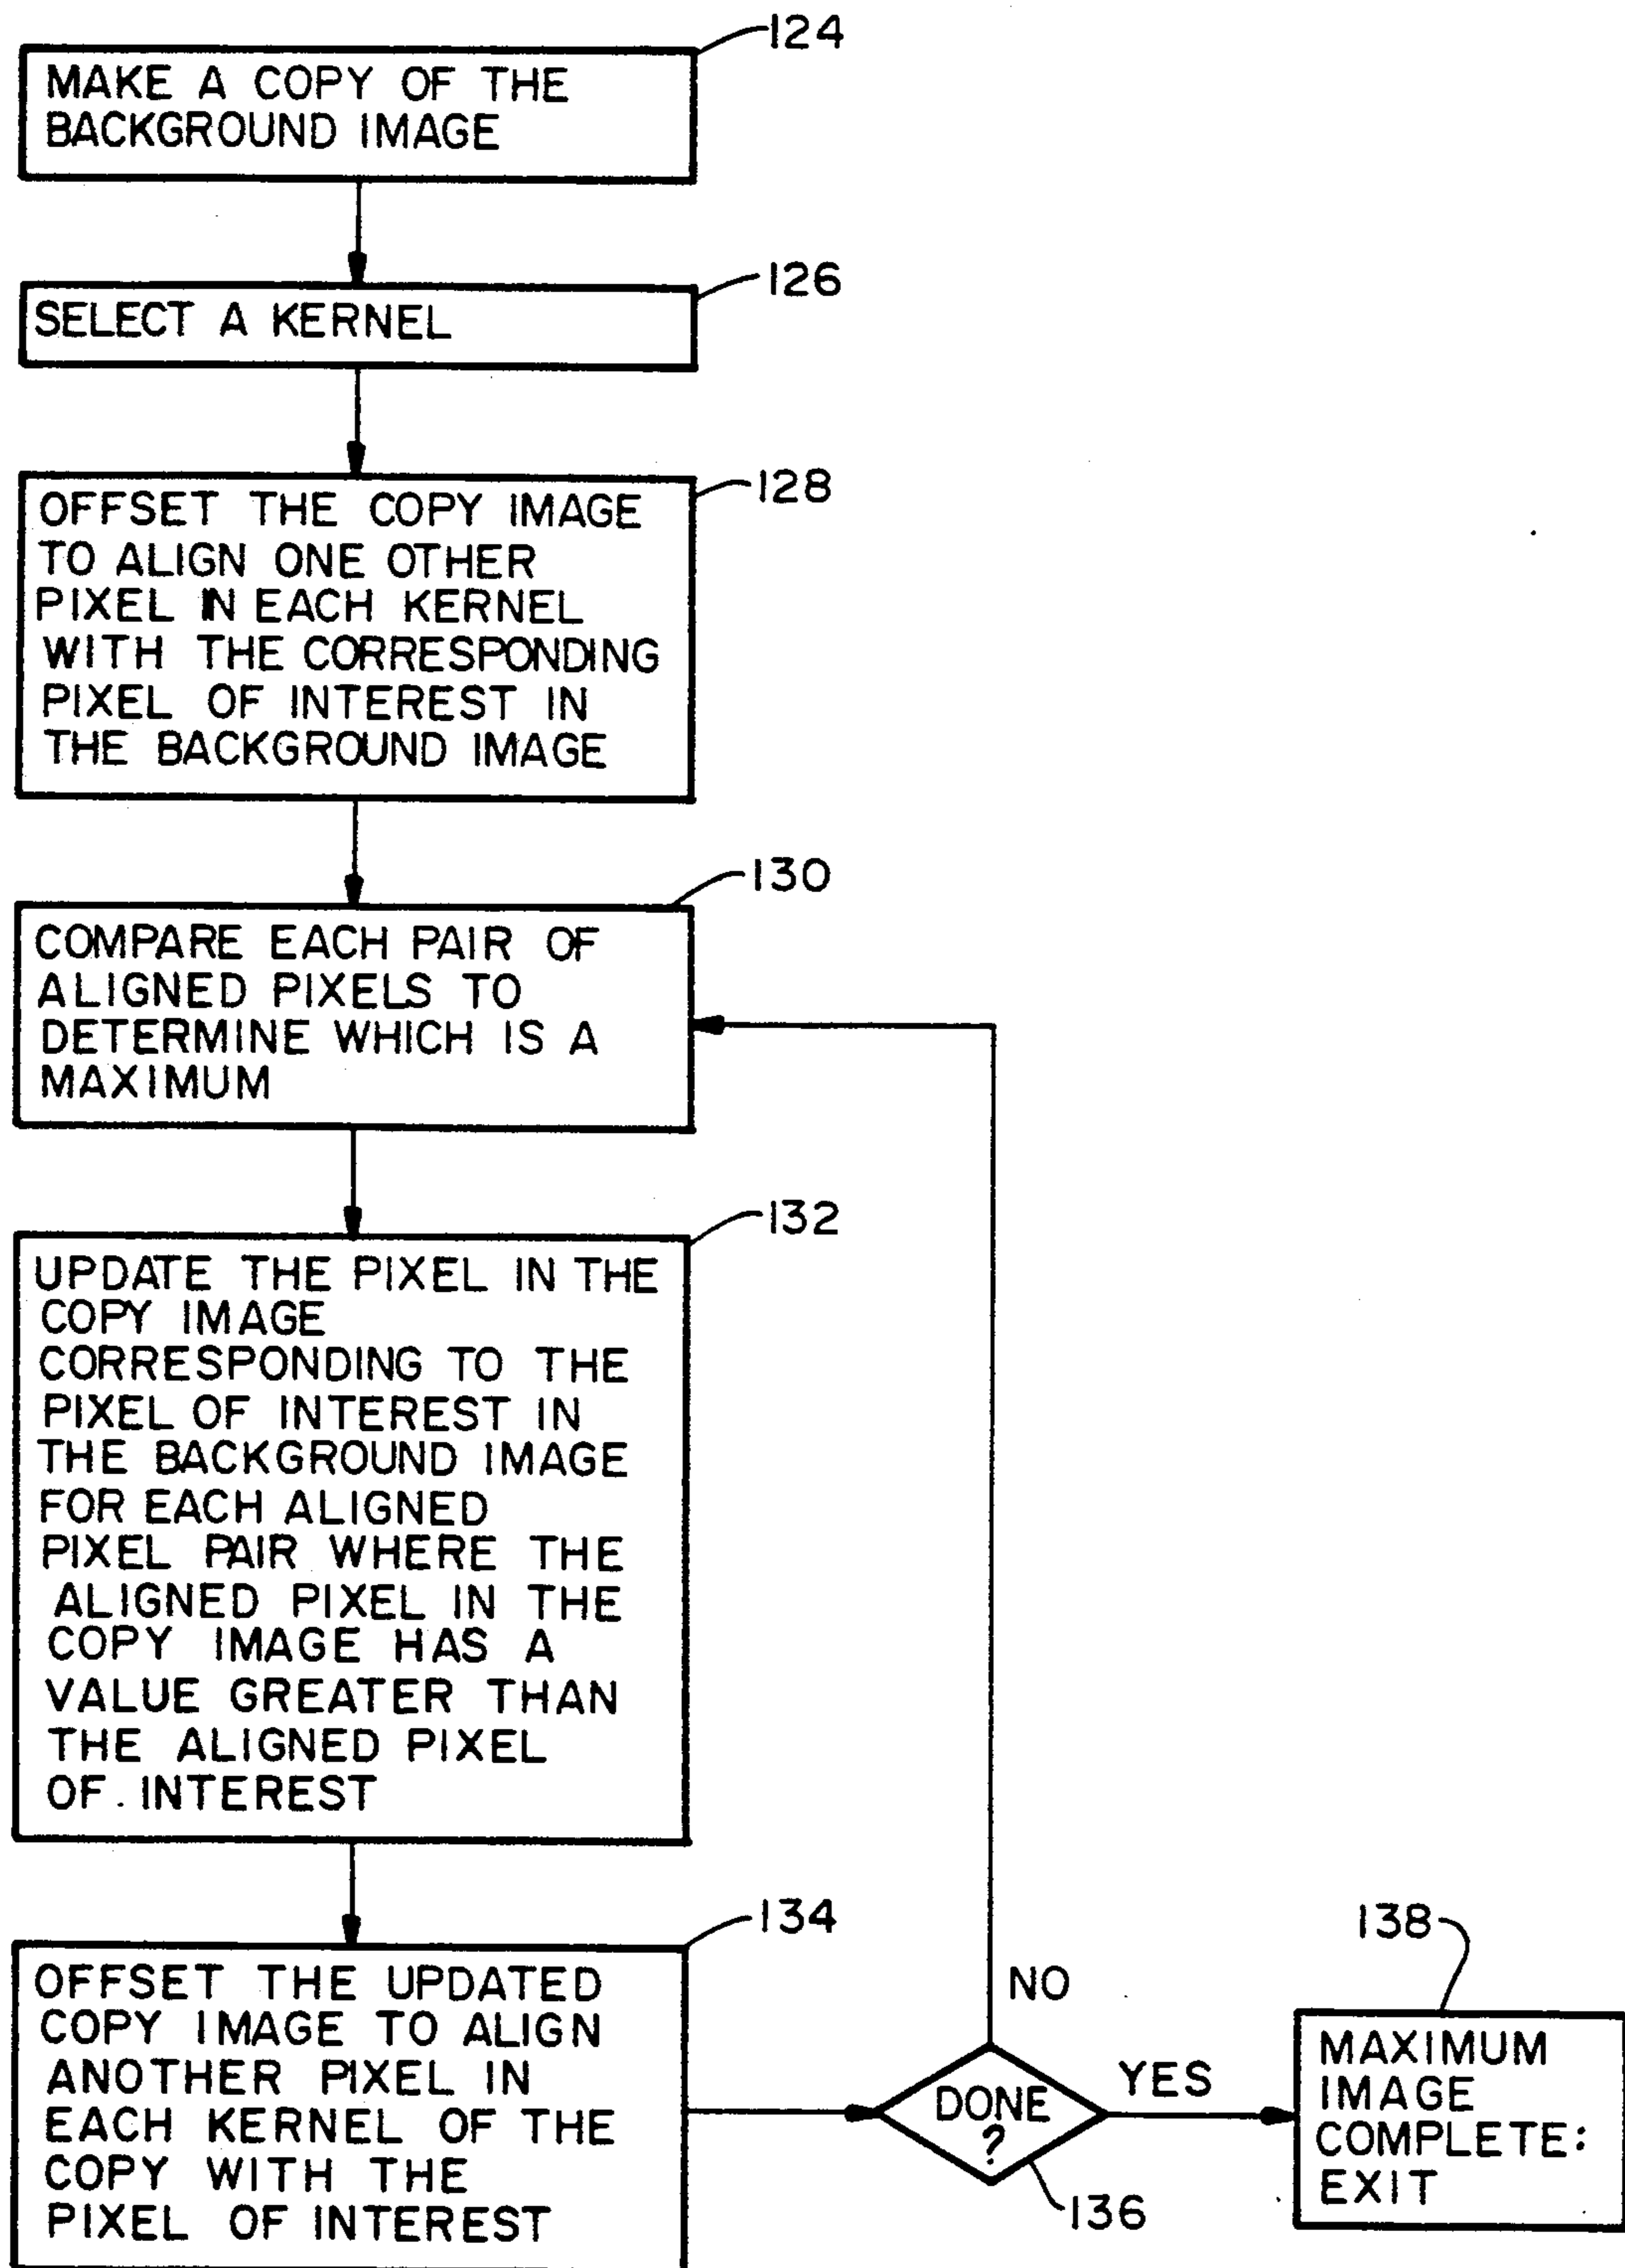 124
MAKE A COPY OF THE
BACKGROUND IMAGE
126
SELECT A KERNEL
128
OFFSET THE COPY IMAGE
TO ALIGN ONE OTHER
PIXEL IN EACH KERNEL
WITH THE CORRESPONDING
PIXEL OF INTEREST IN
THE BACKGROUND IMAGE
130
COMPARE EACH PAIR OF
ALIGNED PIXELS TO
DETERMINE WHICH IS A
MAXIMUM
132
UPDATE THE PIXEL IN THE
COPY IMAGE
CORRESPONDING TO THE
PIXEL OF INTEREST IN
THE BACKGROUND IMAGE
FOR EACH ALIGNED
PIXEL PAIR WHERE THE
ALIGNED PIXEL IN THE
COPY IMAGE HAS A
VALUE GREATER THAN
THE ALIGNED PIXEL
OF INTEREST
134
OFFSET THE UPDATED
COPY IMAGE TO ALIGN
ANOTHER PIXEL IN
EACH KERNEL OF THE
COPY WITH THE
PIXEL OF INTEREST
NO
DONE
?
136
YES
138
MAXIMUM
IMAGE
COMPLETE:
EXIT